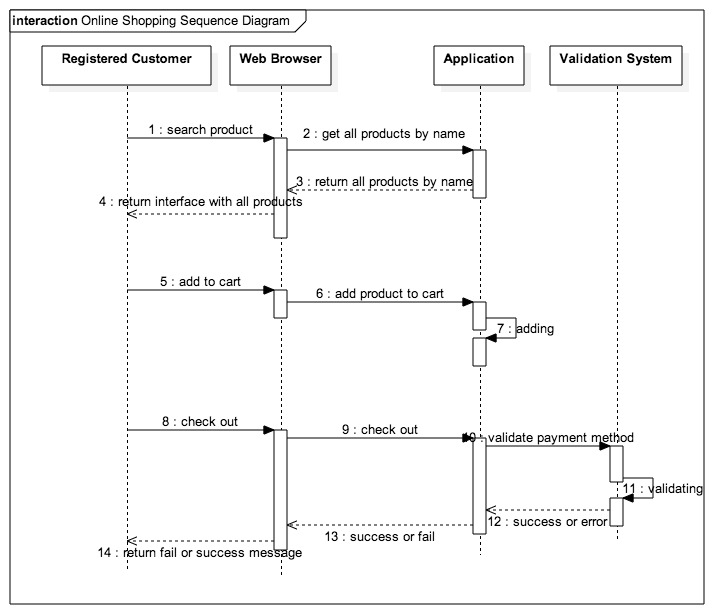 interaction Online Shopping Sequence Diagram
Registered Customer
Web Browser
Application
Validation System
1 : search product
2 : get all products by name
3 : return all products by name
4 : return interface with all products
5 : add to cart
6 : add product to cart
7 : adding
8 : check out
9 : check out
10 : validate payment method
11 : validating
12 : success or error
13 : success or fail
14 : return fail or success message